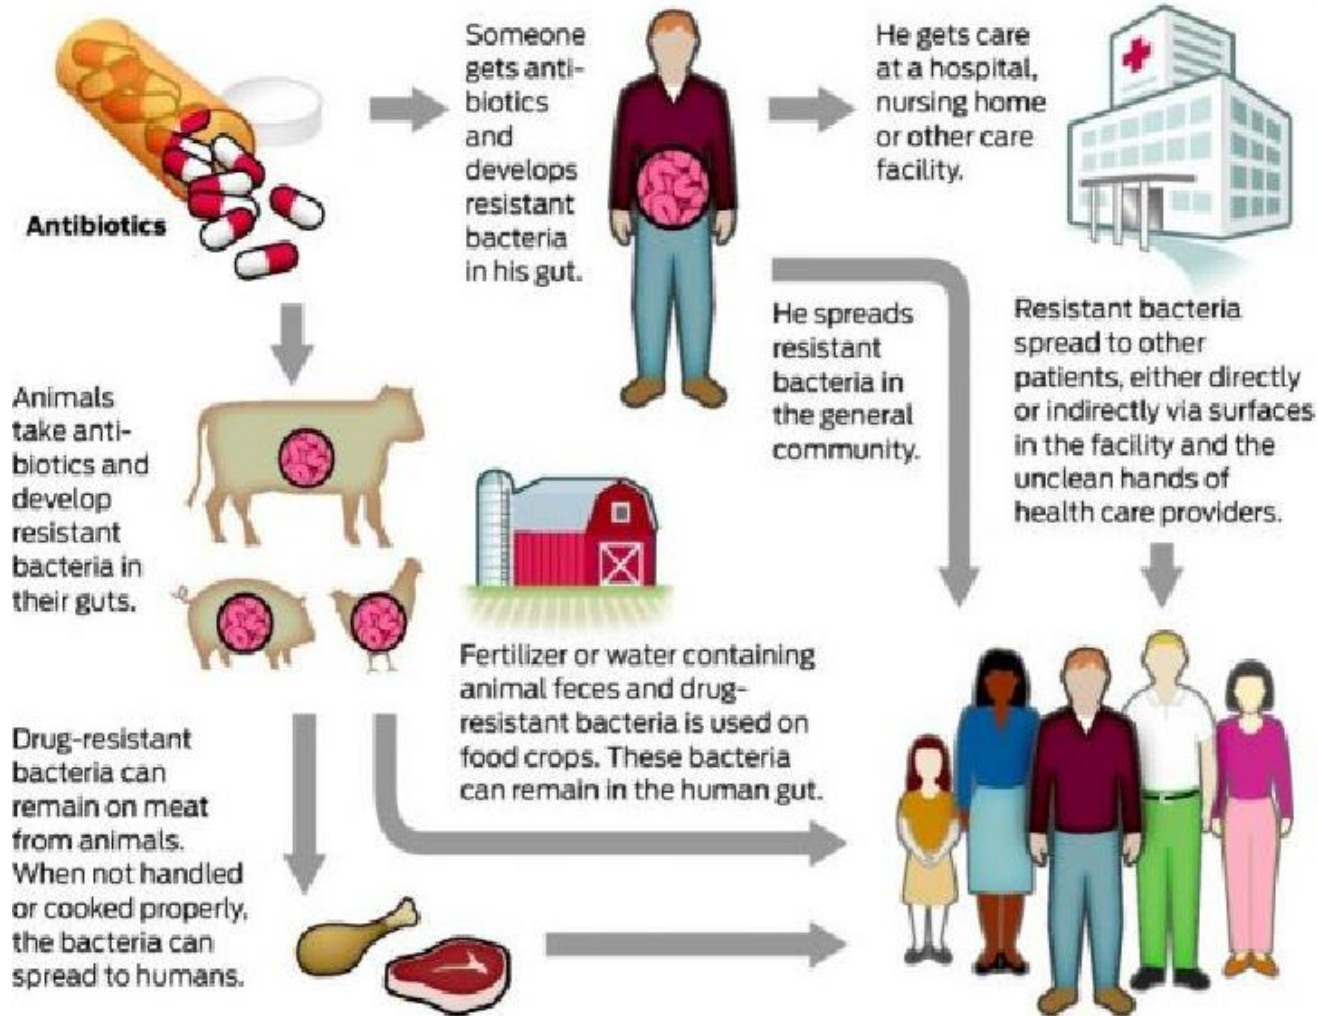 Antibiotics
Someone
gets anti-
biotics
and
develops
resistant
bacteria
in his gut.
He gets care
at a hospital,
nursing home
or other care
facility.
He spreads
resistant
bacteria in
the general
community.
Resistant bacteria
spread to other
patients, either directly
or indirectly via surfaces
in the facility and the
unclean hands of
health care providers.
Animals
take anti-
biotics and
develop
resistant
bacteria in
their guts.
Fertilizer or water containing
animal feces and drug-
resistant bacteria is used on
food crops. These bacteria
can remain in the human gut.
Drug-resistant
bacteria can
remain on meat
from animals.
When not handled
or cooked properly,
the bacteria can
spread to humans.